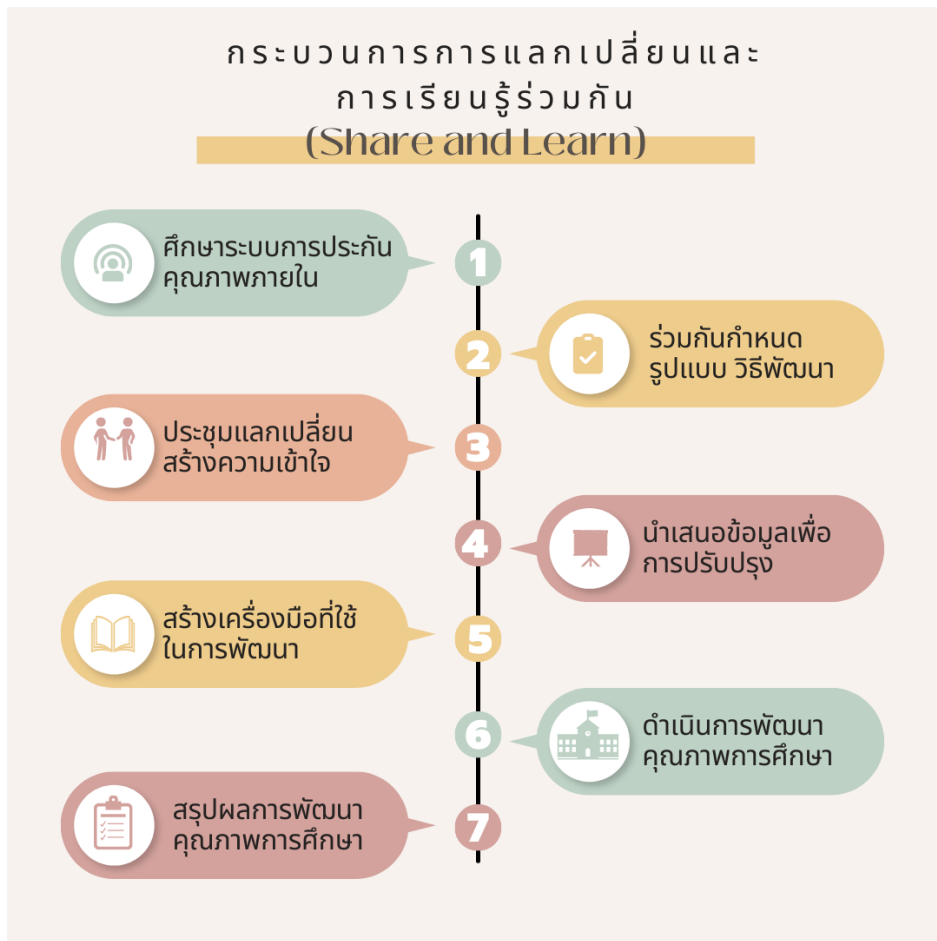 กระบวนการการแลกเปลี่ยนและ
การเรียนรู้ร่วมกัน
(Share and Learn)
ศึกษาระบบการประกัน
คุณภาพภายใน
1
2
ร่วมกันกำหนด
รูปแบบ วิธีพัฒนา
ประชุมแลกเปลี่ยน
สร้างความเข้าใจ
3
4
นำเสนอข้อมูลเพื่อ
การปรับปรุง
สร้างเครื่องมือที่ใช้
ในการพัฒนา
5
6
ดำเนินการพัฒนา
คุณภาพการศึกษา
สรุปผลการพัฒนา
คุณภาพการศึกษา
7